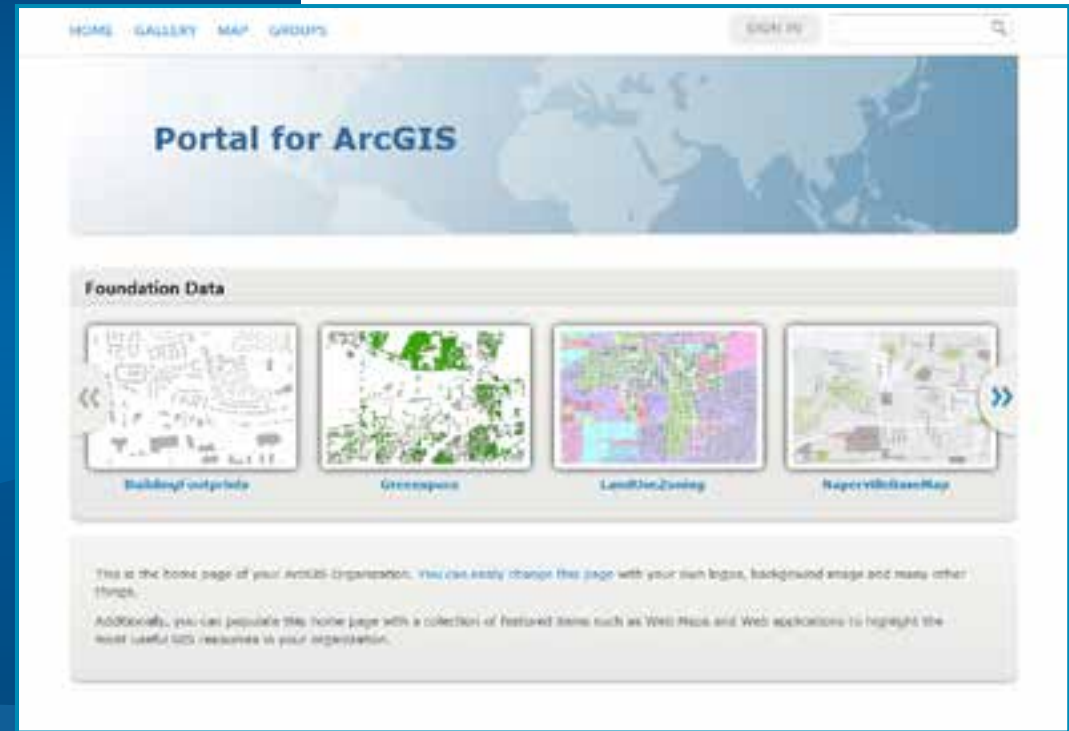 HOME GALLERY MAP GROUPS SIGN IN
Portal for ArcGIS
Foundation Data
BuildingFootprints Greenspace LandUseZoning NapervilleBaseMap
This is the home page of your ArcGIS Organization. You can easily change this page with your own logos, background image and many other
things.
Additionally, you can populate this home page with a collection of featured items such as Web Maps and Web applications to highlight the
most useful GIS resources in your organization.